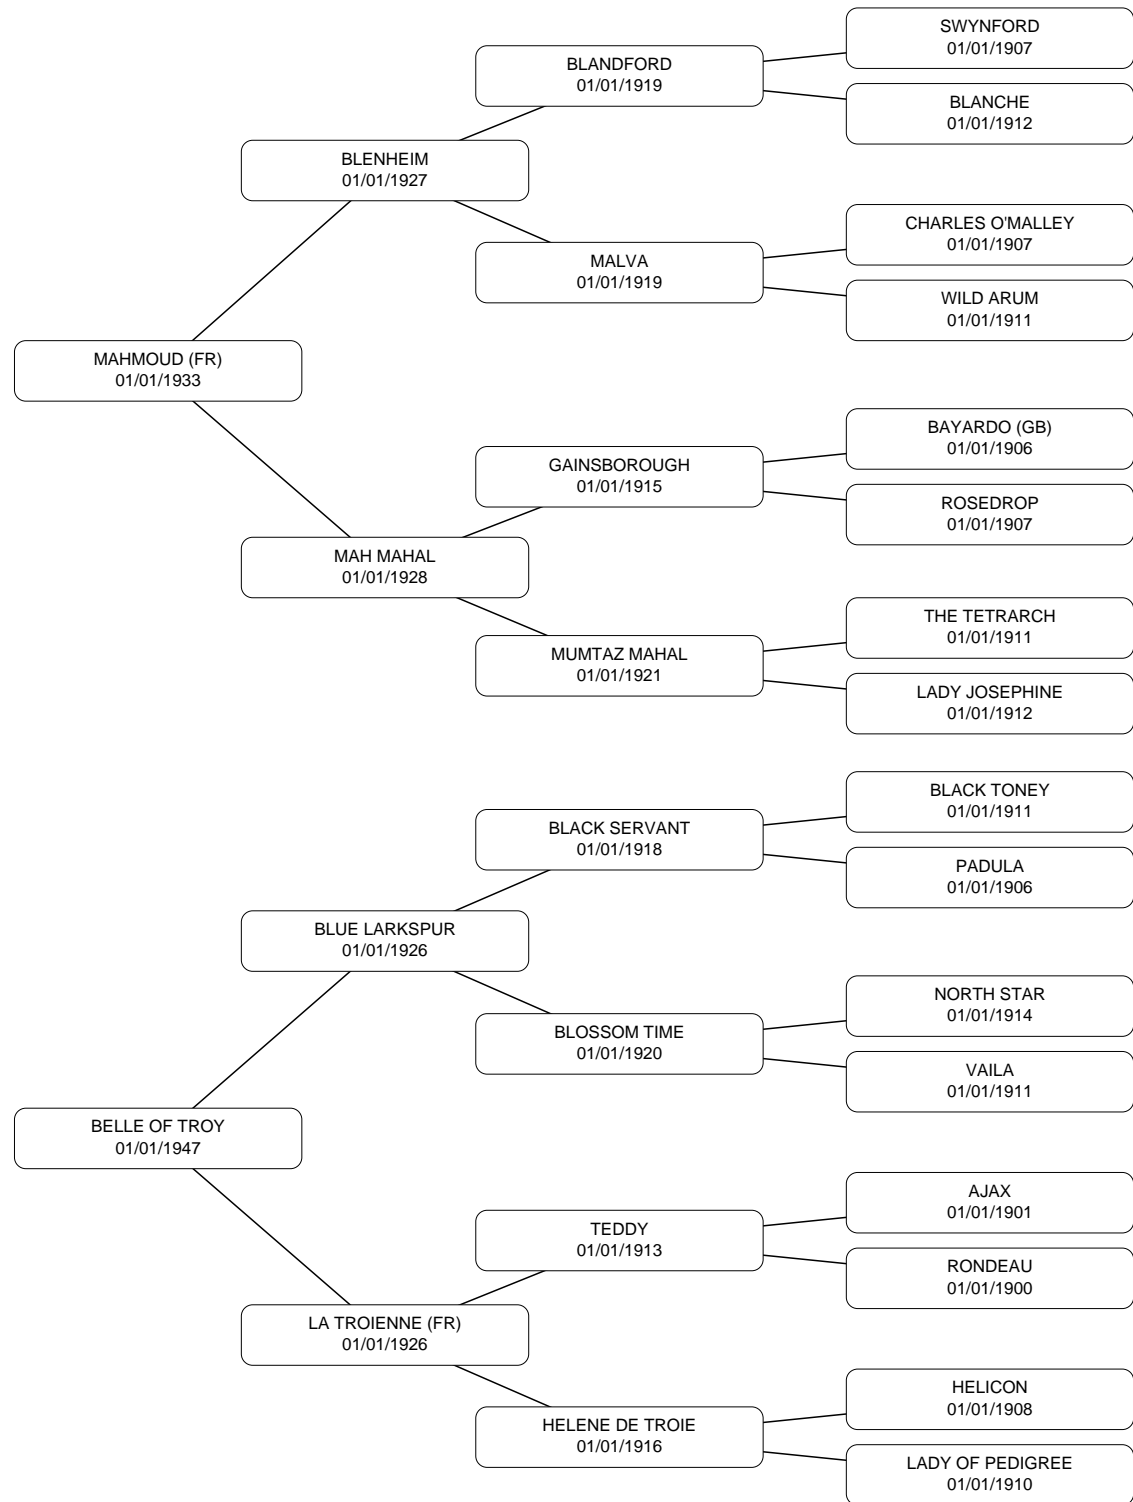 SWYNFORD
01/01/1907
BLANDFORD
01/01/1919
BLANCHE
01/01/1912
BLENHEIM
01/01/1927
CHARLES O'MALLEY
01/01/1907
MALVA
01/01/1919
WILD ARUM
01/01/1911
MAHMOUD (FR)
01/01/1933
BAYARDO (GB)
01/01/1906
GAINSBOROUGH
01/01/1915
ROSEDROP
01/01/1907
MAH MAHAL
01/01/1928
THE TETRARCH
01/01/1911
MUMTAZ MAHAL
01/01/1921
LADY JOSEPHINE
01/01/1912
BLACK TONEY
01/01/1911
BLACK SERVANT
01/01/1918
PADULA
01/01/1906
BLUE LARKSPUR
01/01/1926
NORTH STAR
01/01/1914
BLOSSOM TIME
01/01/1920
VAILA
01/01/1911
BELLE OF TROY
01/01/1947
AJAX
01/01/1901
TEDDY
01/01/1913
RONDEAU
01/01/1900
LA TROIENNE (FR)
01/01/1926
HELICON
01/01/1908
HELENE DE TROIE
01/01/1916
LADY OF PEDIGREE
01/01/1910